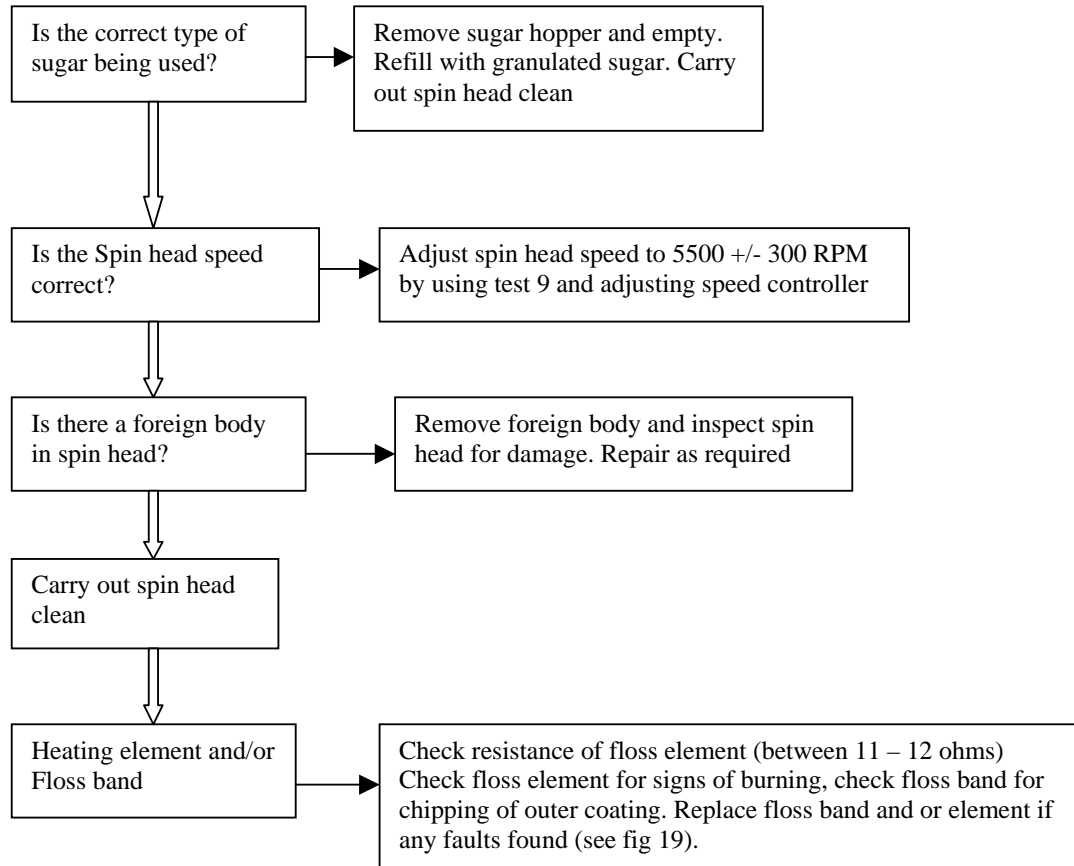 Is the correct type of
sugar being used?
Remove sugar hopper and empty.
Refill with granulated sugar. Carry
out spin head clean
Is the Spin head speed
correct?
Adjust spin head speed to 5500 +/- 300 RPM
by using test 9 and adjusting speed controller
Is there a foreign body
in spin head?
Remove foreign body and inspect spin
head for damage. Repair as required
Carry out spin head
clean
Heating element and/or
Floss band
Check resistance of floss element (between 11 – 12 ohms)
Check floss element for signs of burning, check floss band for
chipping of outer coating. Replace floss band and or element if
any faults found (see fig 19).